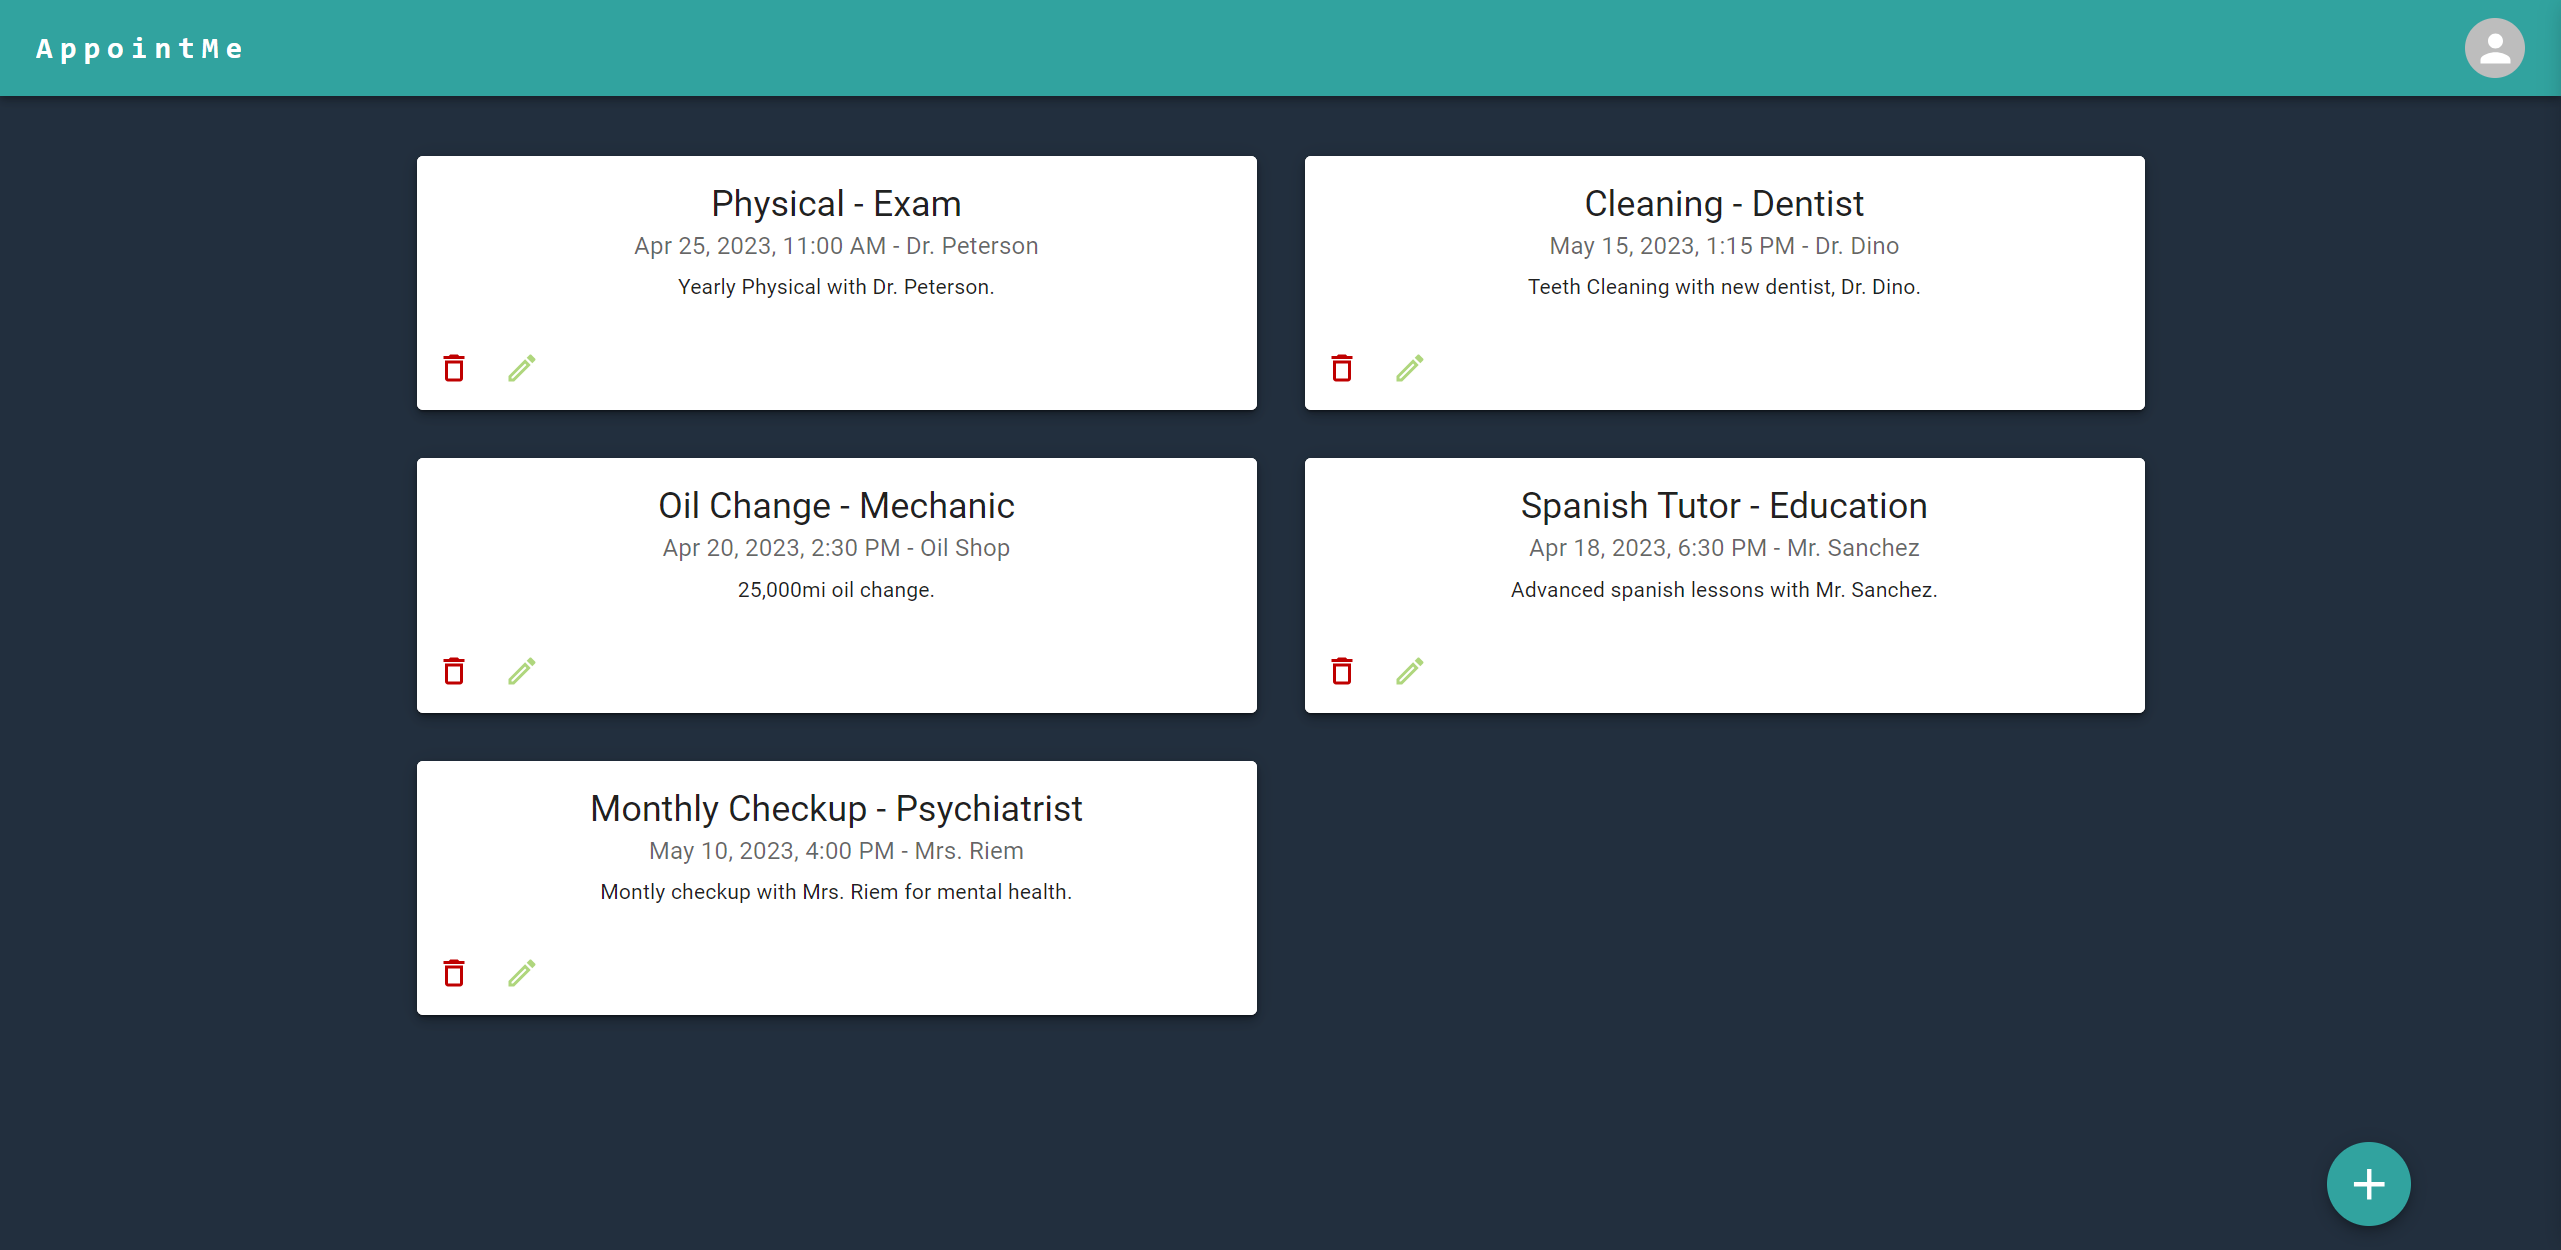 AppointMe
Physical - Exam
Apr 25, 2023, 11:00 AM - Dr. Peterson
Yearly Physical with Dr. Peterson.
Cleaning - Dentist
May 15, 2023, 1:15 PM - Dr. Dino
Teeth Cleaning with new dentist, Dr. Dino.
Oil Change - Mechanic
Apr 20, 2023, 2:30 PM - Oil Shop
25,000mi oil change.
Spanish Tutor - Education
Apr 18, 2023, 6:30 PM - Mr. Sanchez
Advanced spanish lessons with Mr. Sanchez.
Monthly Checkup - Psychiatrist
May 10, 2023, 4:00 PM - Mrs. Riem
Montly checkup with Mrs. Riem for mental health.